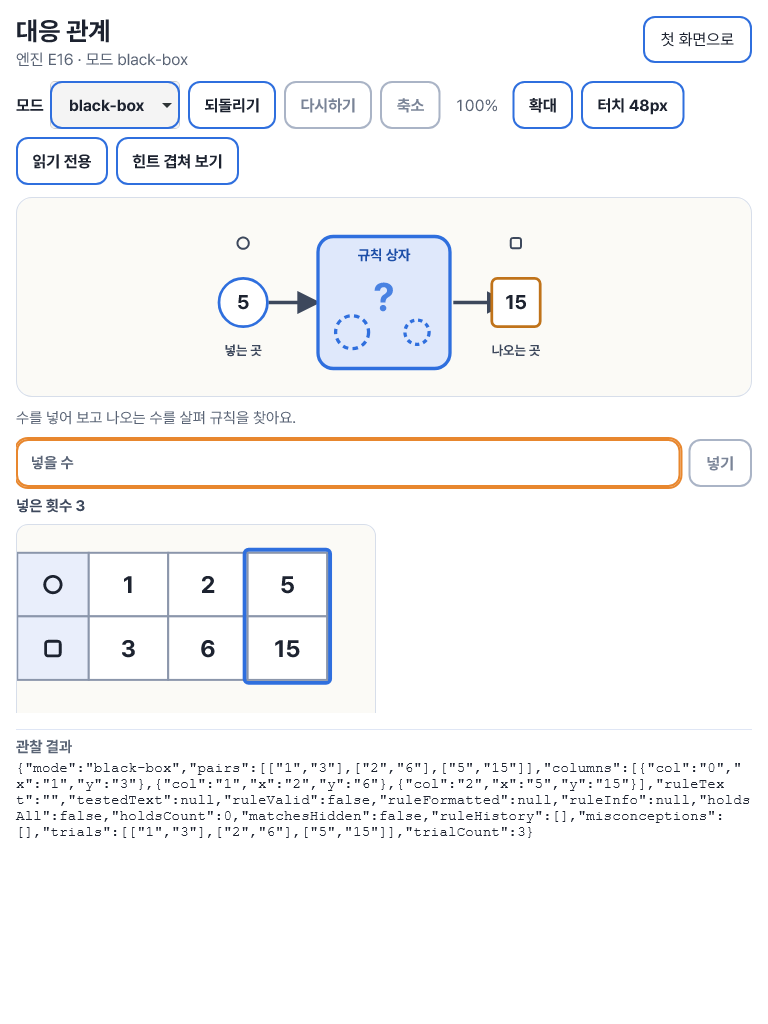 대응 관계
엔진 E16 · 모드 black-box
첫 화면으로
모드 black-box 되돌리기 다시하기 축소 100% 확대 터치 48px
읽기 전용 힌트 겹쳐 보기
규칙 상자
5 ? 15
넣는 곳 나오는 곳
수를 넣어 보고 나오는 수를 살펴 규칙을 찾아요.
넣을 수 넣기
넣은 횟수 3
○ 1 2 5
□ 3 6 15
관찰 결과
{"mode":"black-box","pairs":[["1","3"],["2","6"],["5","15"]],"columns":[{"col":"0","
x":"1","y":"3"},{"col":"1","x":"2","y":"6"},{"col":"2","x":"5","y":"15"}],"ruleTex
t":"","testedText":null,"ruleValid":false,"ruleFormatted":null,"ruleInfo":null,"holds
All":false,"holdsCount":0,"matchesHidden":false,"ruleHistory":[],"misconceptions":
[],"trials":[["1","3"],["2","6"],["5","15"]],"trialCount":3}